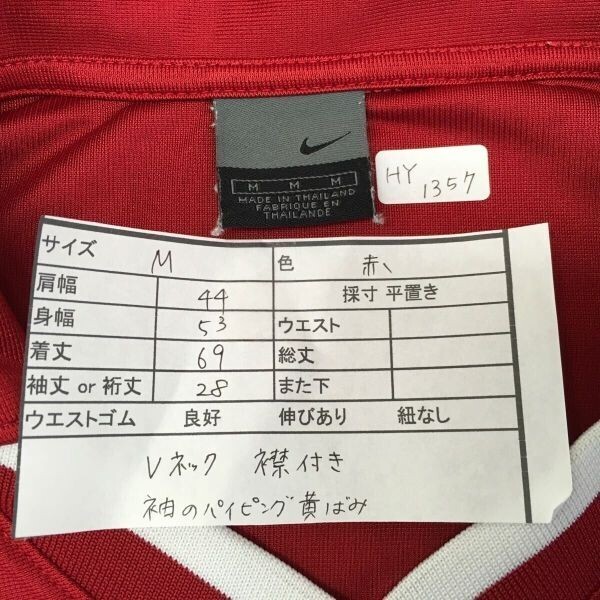 M M M
MADE IN THAILAND
FABRIQUE EN
THAILANDE
HY
1357
サイズ M 色 赤\
肩幅 44 採寸 平置き
身幅 53 ウエスト
着丈 69 総丈
袖丈 or 裄丈 28 また下
ウエストゴム 良好 伸びあり 紐なし
Vネック 襟付き
袖のパイピング黄ばみ